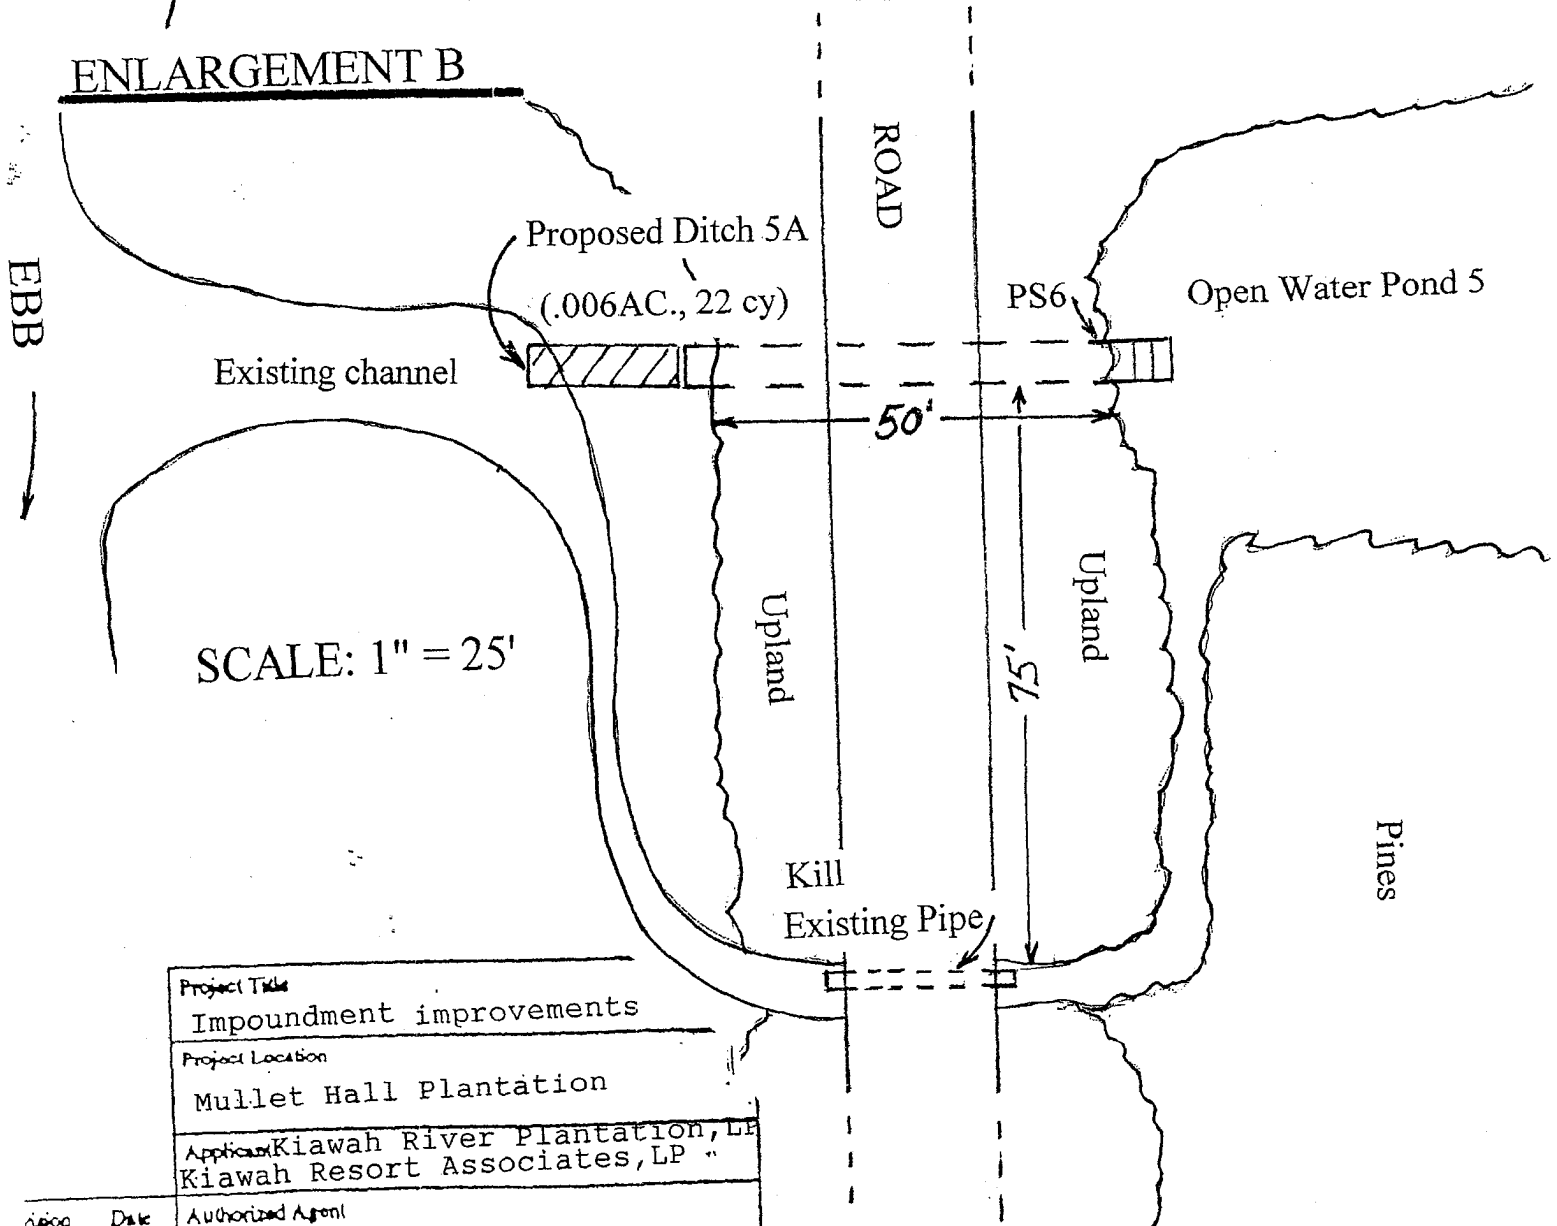 ENLARGEMENT B
ROAD
Proposed Ditch 5A
(.006AC., 22 cy)
PS6
Open Water Pond 5
EBB
Existing channel
50'
Upland
Upland
75'
SCALE: 1" = 25'
Pines
Kill
Existing Pipe
Project Title
Impoundment improvements
Project Location
Mullet Hall Plantation
Applicant Kiawah River Plantation, LP
Kiawah Resort Associates, LP
Date
Authorized Agent